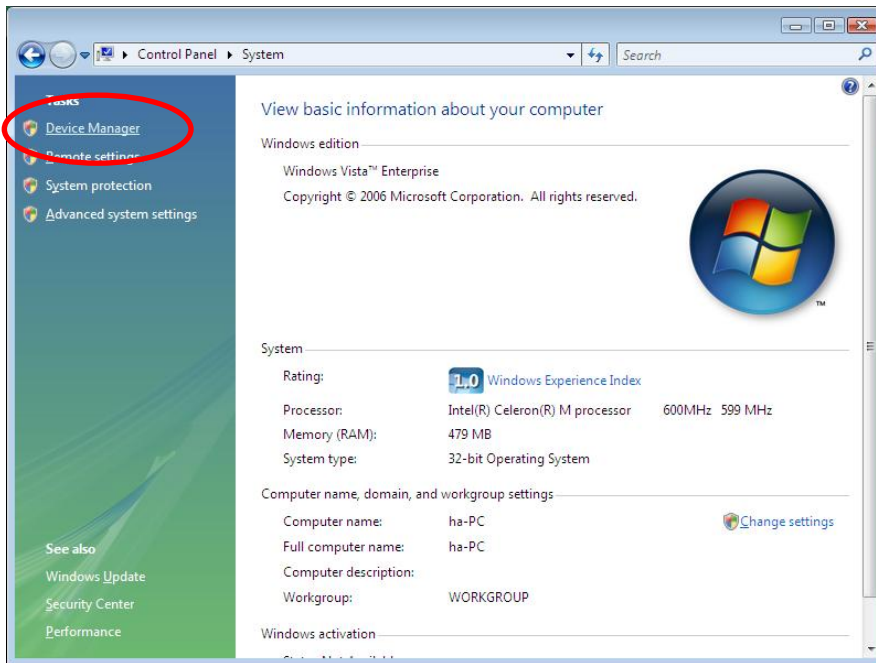 Control Panel System
Search
Tasks
Device Manager
Remote settings
System protection
Advanced system settings
See also
Windows Update
Security Center
Performance
View basic information about your computer
Windows edition
Windows Vista™ Enterprise
Copyright © 2006 Microsoft Corporation. All rights reserved.
TM
System
Rating: 1.0 Windows Experience Index
Processor: Intel(R) Celeron(R) M processor 600MHz 599 MHz
Memory (RAM): 479 MB
System type: 32-bit Operating System
Computer name, domain, and workgroup settings
Computer name: ha-PC Change settings
Full computer name: ha-PC
Computer description:
Workgroup: WORKGROUP
Windows activation